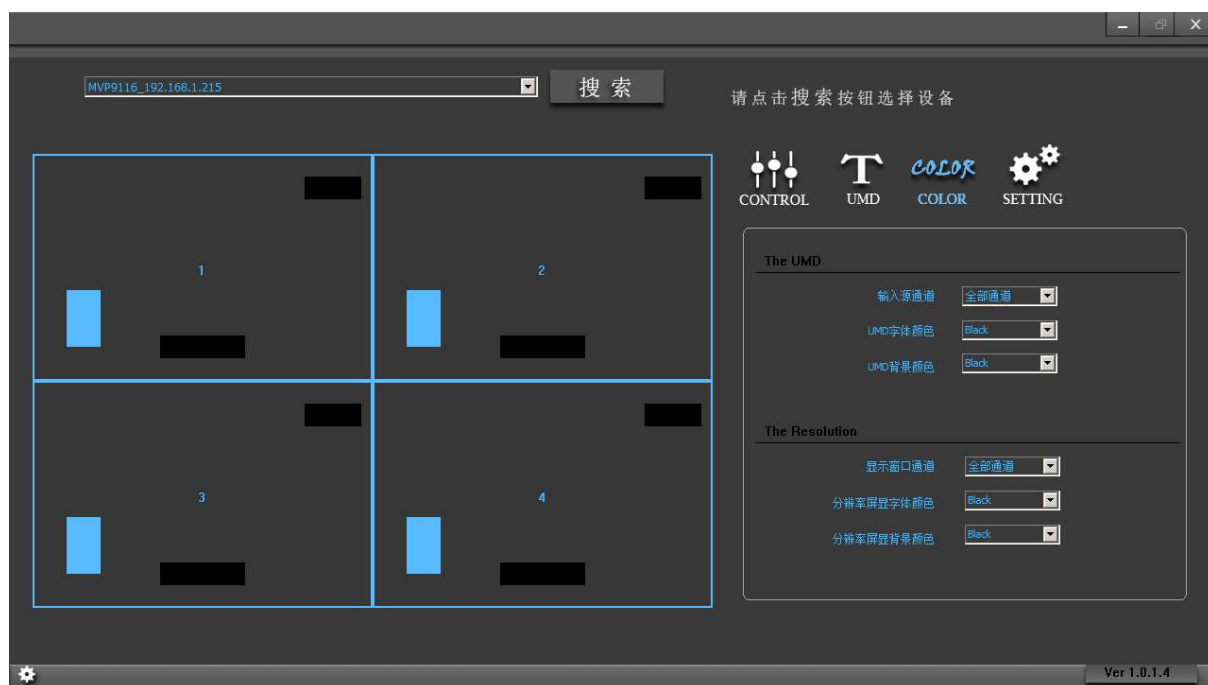 MVP9116_192.168.1.215
搜索
请点击搜索按钮选择设备
COLOR
CONTROL UMD COLOR SETTING
1
2
3
4
The UMD
输入源通道 全部通道
UMD字体颜色 Black
UMD背景颜色 Black
The Resolution
显示窗口通道 全部通道
分辨率屏显字体颜色 Black
分辨率屏显背景颜色 Black
Ver 1.0.1.4